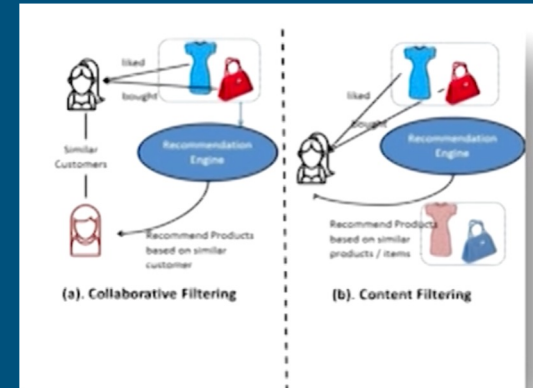 liked
bought
Recommendation
Engine
Similar
Customers
Recommend Products
based on similar
customer
(a). Collaborative Filtering
liked
bought
Recommendation
Engine
Recommend Products
based on similar
products / items
(b). Content Filtering